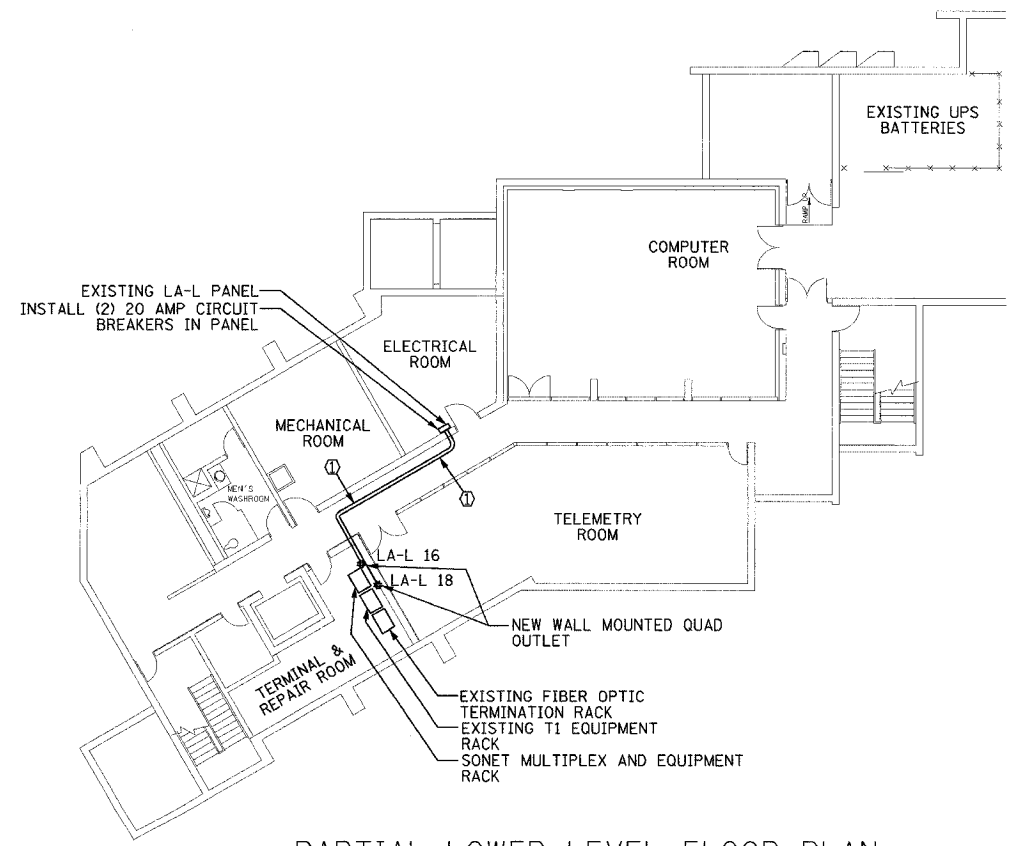 EXISTING UPS
BATTERIES
RAMP UP
COMPUTER
ROOM
EXISTING LA-L PANEL
INSTALL (2) 20 AMP CIRCUIT
BREAKERS IN PANEL
ELECTRICAL
ROOM
MECHANICAL
ROOM
1
1
MEN'S
WASHROOM
TELEMETRY
ROOM
LA-L 16
LA-L 18
NEW WALL MOUNTED QUAD
OUTLET
TERMINAL &
REPAIR ROOM
EXISTING FIBER OPTIC
TERMINATION RACK
EXISTING T1 EQUIPMENT
RACK
SONET MULTIPLEX AND EQUIPMENT
RACK
PARTIAL LOWER LEVEL FLOOR PLAN